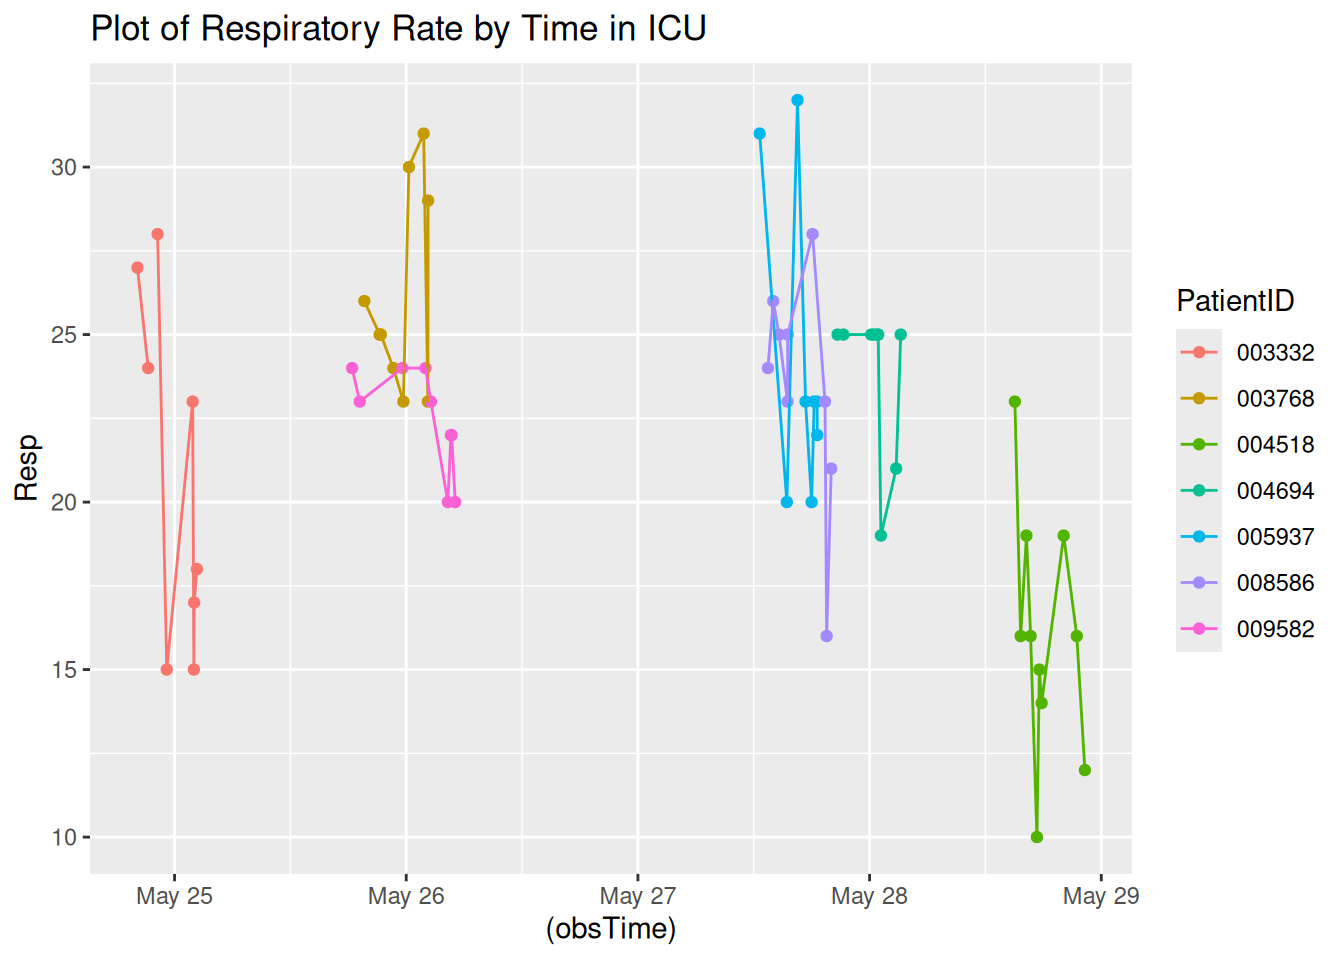 Plot of Respiratory Rate by Time in ICU
30
25
20
15
10
Resp
May 25
May 26
May 27
May 28
May 29
(obsTime)
PatientID
003332
003768
004518
004694
005937
008586
009582